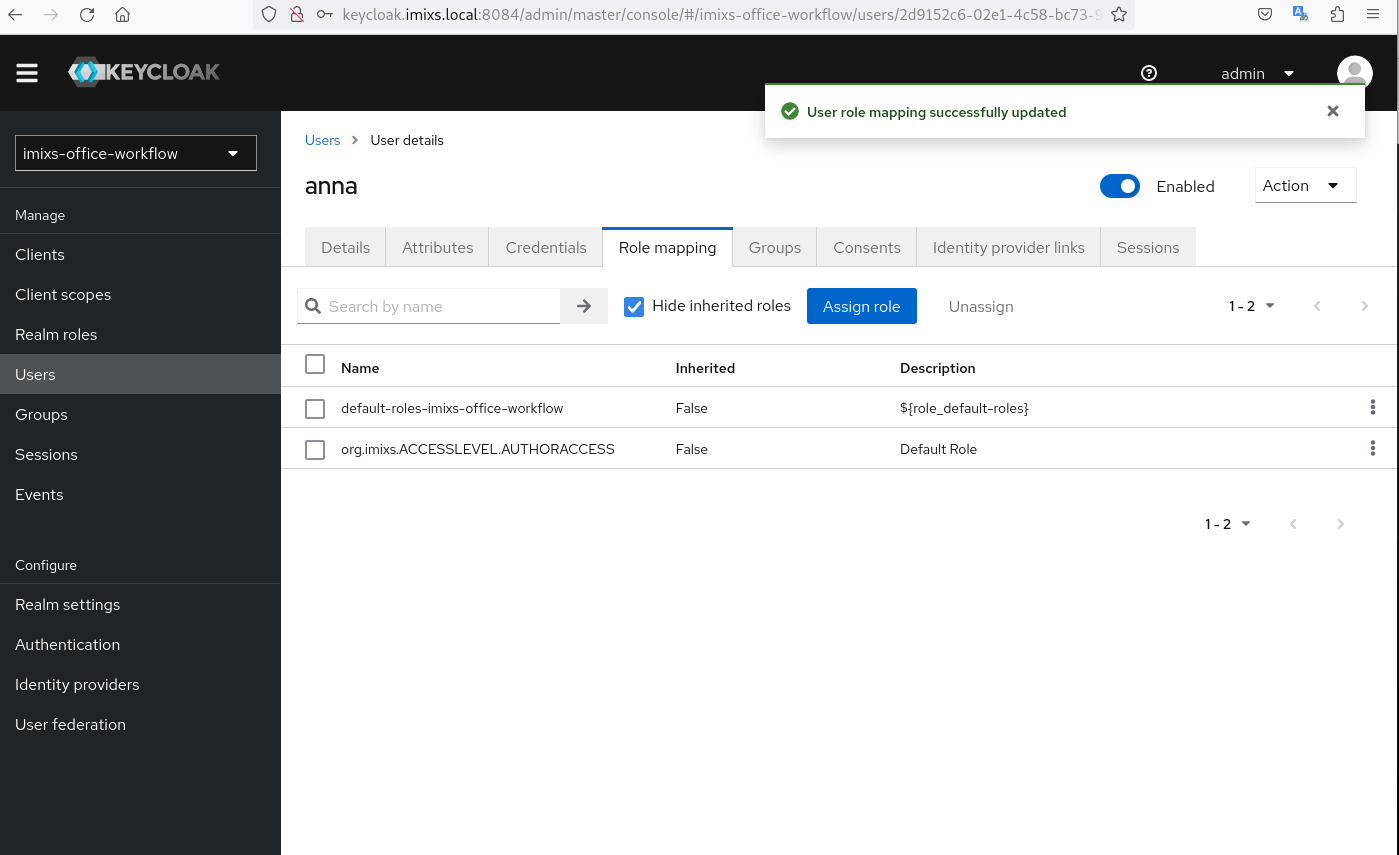 keycloak.imixs.local:8084/admin/master/console/#/imixs-office-workflow/users/2d9152c6-02e1-4c58-bc73-9
KEYCLOAK
admin
User role mapping successfully updated
imixs-office-workflow
Manage
Clients
Client scopes
Realm roles
Users
Groups
Sessions
Events
Configure
Realm settings
Authentication
Identity providers
User federation
Users > User details
anna
Enabled
Action
Details Attributes Credentials Role mapping Groups Consents Identity provider links Sessions
Search by name Hide inherited roles Assign role Unassign 1 - 2
Name Inherited Description
default-roles-imixs-office-workflow False ${role_default-roles}
org.imixs.ACCESSLEVEL.AUTHORACCESS False Default Role
1 - 2